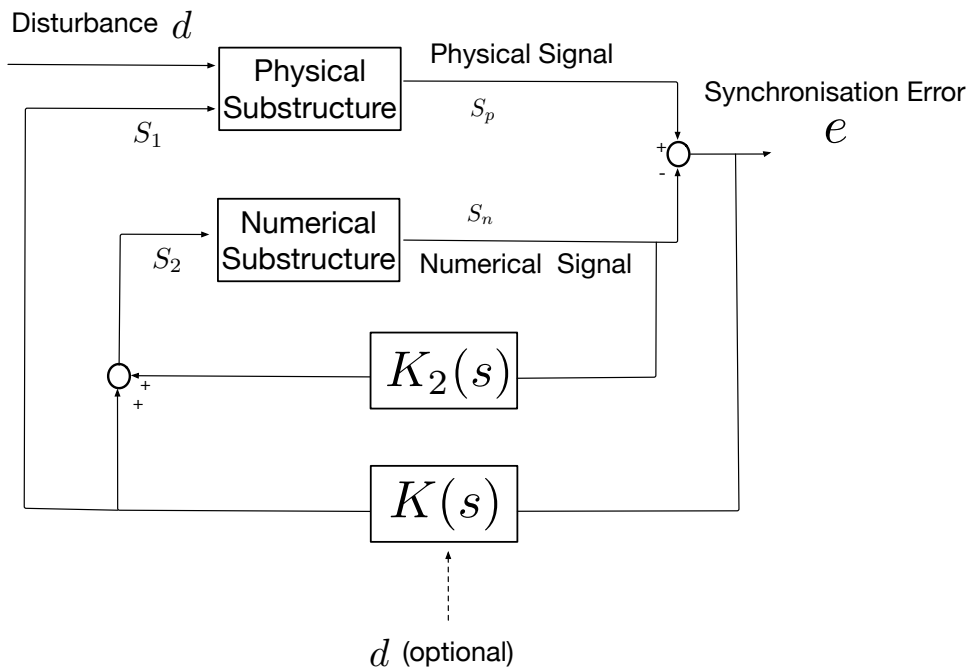 Disturbance d
Physical
Substructure
Physical Signal
S_p
Synchronisation Error
e
S_1
+
-
Numerical
Substructure
S_n
Numerical Signal
S_2
K_2(s)
+
+
K(s)
d (optional)